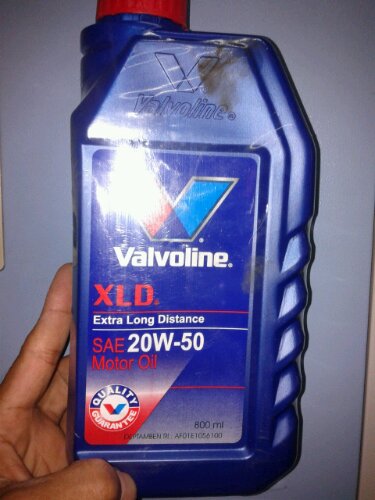 Valvoline®
Valvoline®
XLD®
Extra Long Distance
SAE 20W-50
Motor Oil
QUALITY
GUARANTEE
800 ml